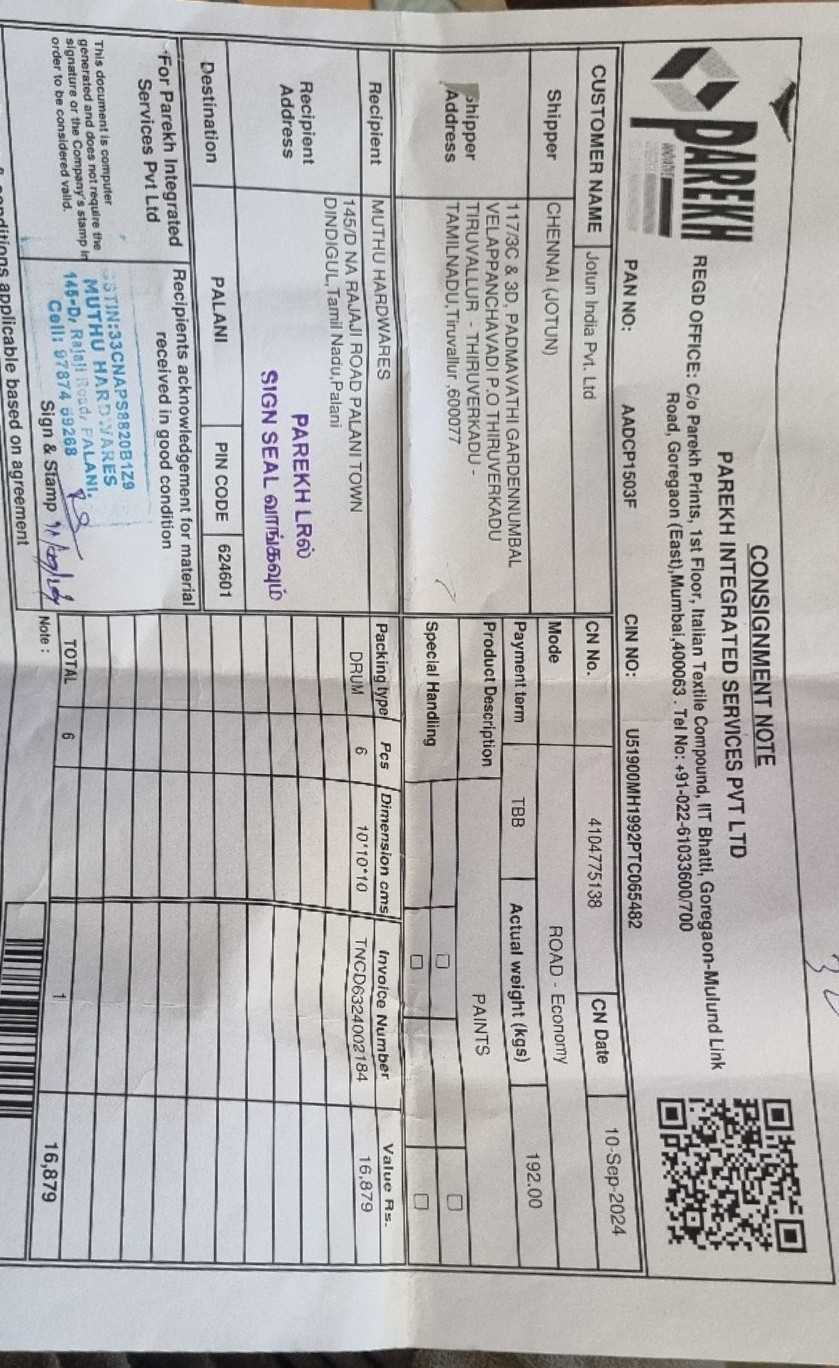 CONSIGNMENT NOTE
PAREKH
PAREKH INTEGRATED SERVICES PVT LTD
REGD OFFICE: C/o Parekh Prints, 1st Floor, Italian Textile Compound, IIT Bhatti, Goregaon-Mulund Link
Road, Goregaon (East),Mumbai,400063 . Tel No: +91-022-61033600/700
PAN NO: AADCP1503F CIN NO: U51900MH1992PTC065482
CUSTOMER NAME Jotun India Pvt. Ltd CN No. 4104775138 CN Date 10-Sep-2024
Shipper CHENNAI (JOTUN) Mode ROAD - Economy
Shipper Address
117/3C & 3D, PADMAVATHI GARDENNUMBAL
VELAPPANCHAVADI P.O THIRUVERKADU
TIRUVALLUR - THIRUVERKADU -
TAMILNADU,Tiruvallur ,600077
Payment term TBB Actual weight (kgs) 192.00
Product Description PAINTS
Special Handling
Recipient MUTHU HARDWARES
Packing type Pcs Dimension cms Invoice Number Value Rs.
DRUM 6 10*10*10 TNCD6324002184 16,879
Recipient Address
145/D NA RAJAJI ROAD PALANI TOWN
DINDIGUL,Tamil Nadu,Palani
PAREKH LRல்
SIGN SEAL வாங்கவும்
Destination PALANI PIN CODE 624601
For Parekh Integrated
Services Pvt Ltd
Recipients acknowledgement for material
received in good condition
This document is computer
generated and does not require the
signature or the Company's stamp in
order to be considered valid.
GSTIN:33CNAPS8820B1Z9
MUTHU HARDWARES
145-D, Rajaji Road, PALANI.
Cell: 97874 69268
Sign & Stamp
TOTAL 6 1 16,879
Note :
conditions applicable based on agreement